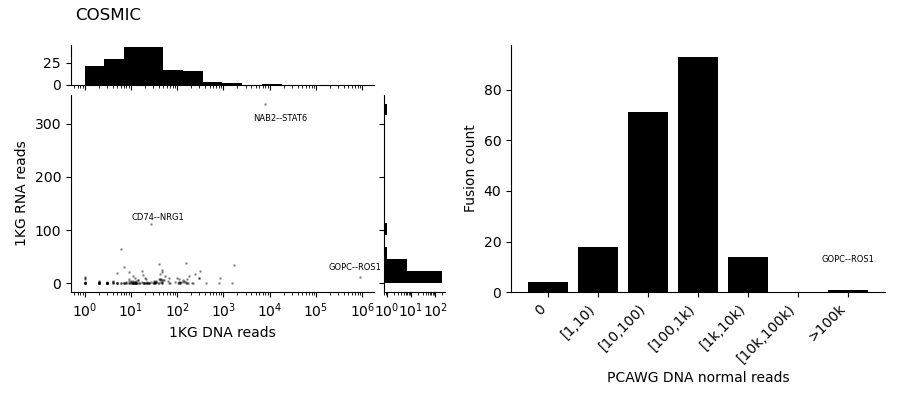 COSMIC
25
0
300
200
100
0
1KG RNA reads
NAB2--STAT6
CD74--NRG1
GOPC--ROS1
10^0 10^1 10^2 10^3 10^4 10^5 10^6
1KG DNA reads
10^0 10^1 10^2
80
60
40
20
0
Fusion count
GOPC--ROS1
0 [1,10) [10,100) [100,1k) [1k,10k) [10k,100k) >100k
PCAWG DNA normal reads